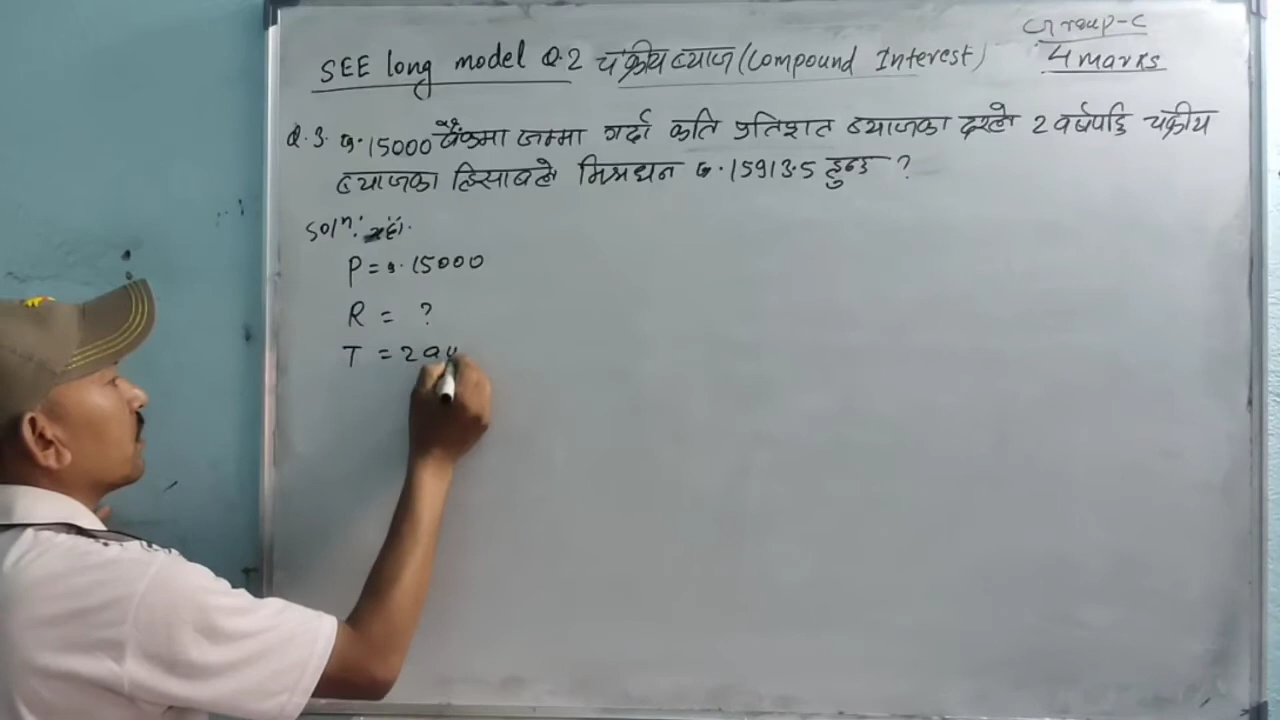 Group-C
SEE long model Q.2 चक्रीय ब्याज (Compound Interest) 4 marks
Q.3. रु.15000 बैंकमा जम्मा गर्दा कति प्रतिशत ब्याजका दरले 2 वर्षपछि चक्रीय
ब्याजका हिसाबले मिश्रधन रु.15913.5 हुन्छ ?
Solⁿ: यहाँ.
P = रु.15000
R = ?
T = 2 व